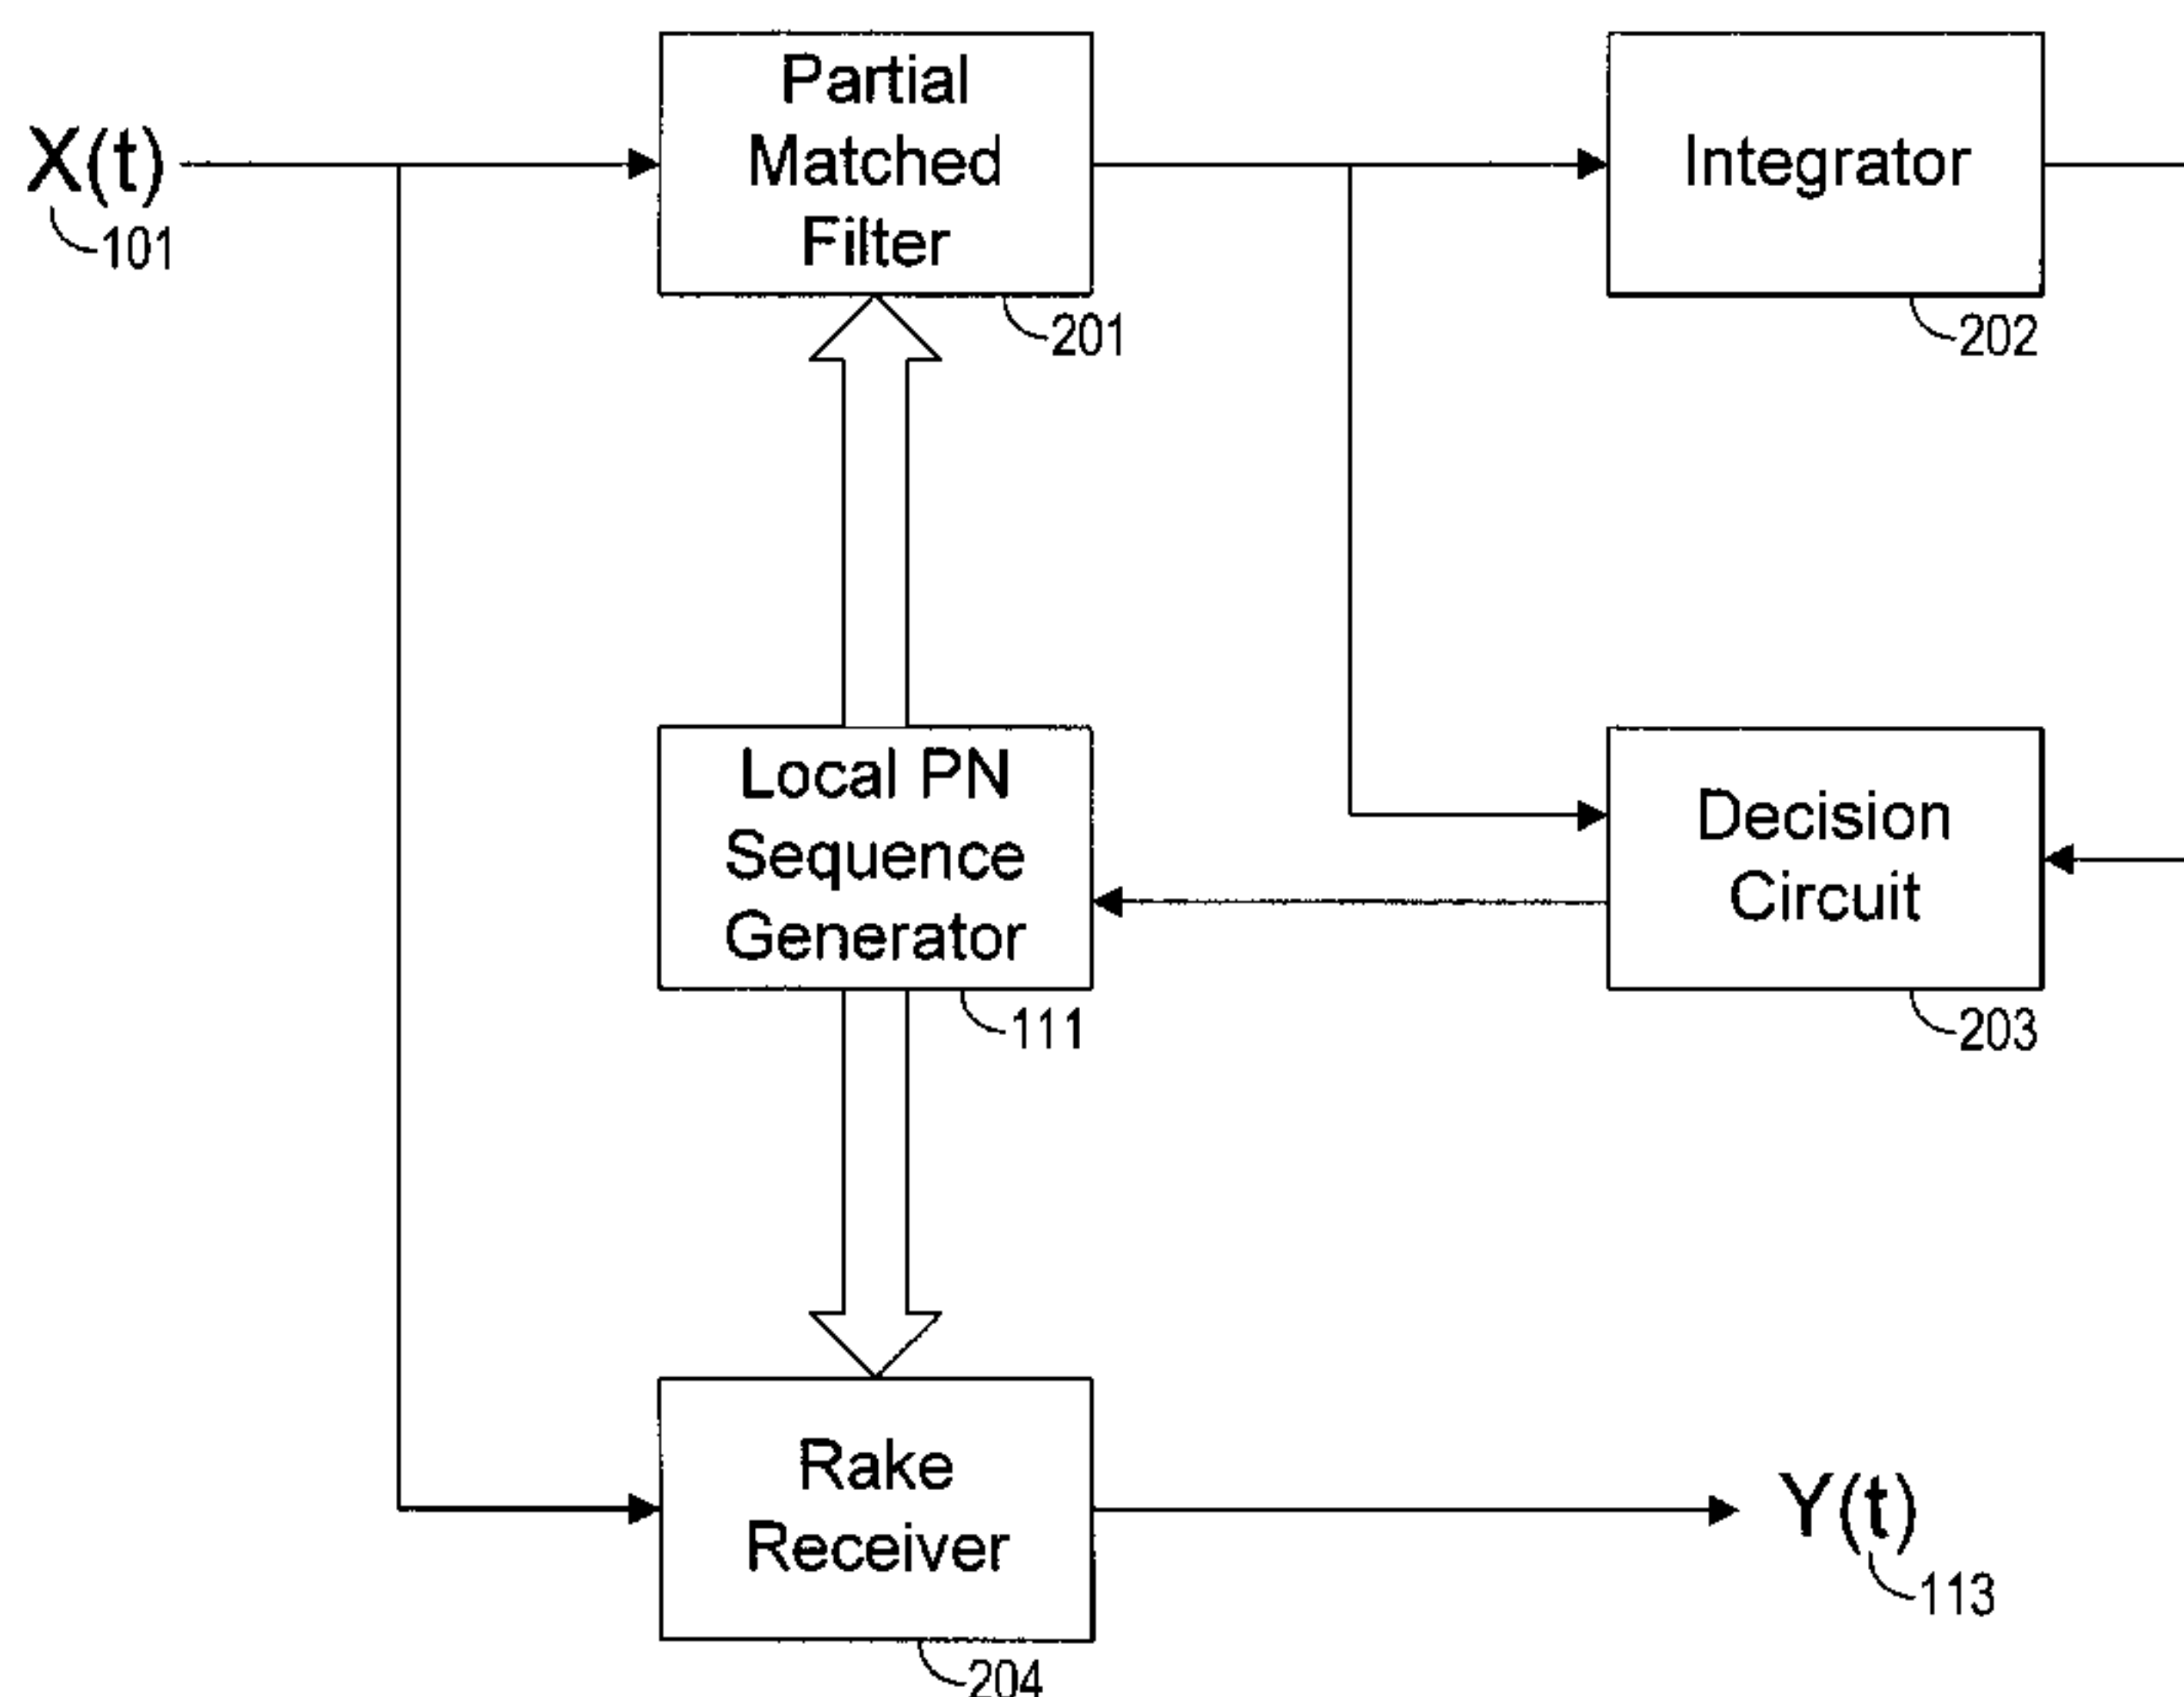 Partial
Matched
Filter
201
Integrator
202
X(t)
101
Local PN
Sequence
Generator
111
Decision
Circuit
203
Rake
Receiver
204
Y(t)
113